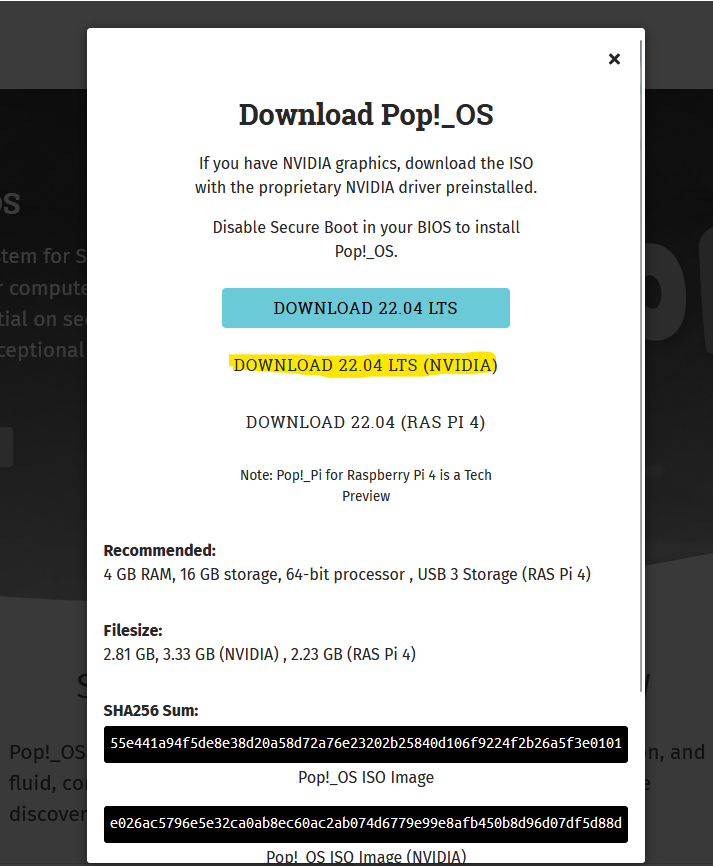 ×
Download Pop!_OS
If you have NVIDIA graphics, download the ISO
with the proprietary NVIDIA driver preinstalled.
Disable Secure Boot in your BIOS to install
Pop!_OS.
DOWNLOAD 22.04 LTS
DOWNLOAD 22.04 LTS (NVIDIA)
DOWNLOAD 22.04 (RAS PI 4)
Note: Pop!_Pi for Raspberry Pi 4 is a Tech
Preview
Recommended:
4 GB RAM, 16 GB storage, 64-bit processor , USB 3 Storage (RAS Pi 4)
Filesize:
2.81 GB, 3.33 GB (NVIDIA) , 2.23 GB (RAS Pi 4)
SHA256 Sum:
55e441a94f5de8e38d20a58d72a76e23202b25840d106f9224f2b26a5f3e0101
Pop!_OS ISO Image
e026ac5796e5e32ca0ab8ec60ac2ab074d6779e99e8afb450b8d96d07df5d88d
Pop!_OS ISO Image (NVIDIA)
OS
stem for S
r compute
tial on se
ceptional
Pop!_OS
n, and
fluid, co
e
discover